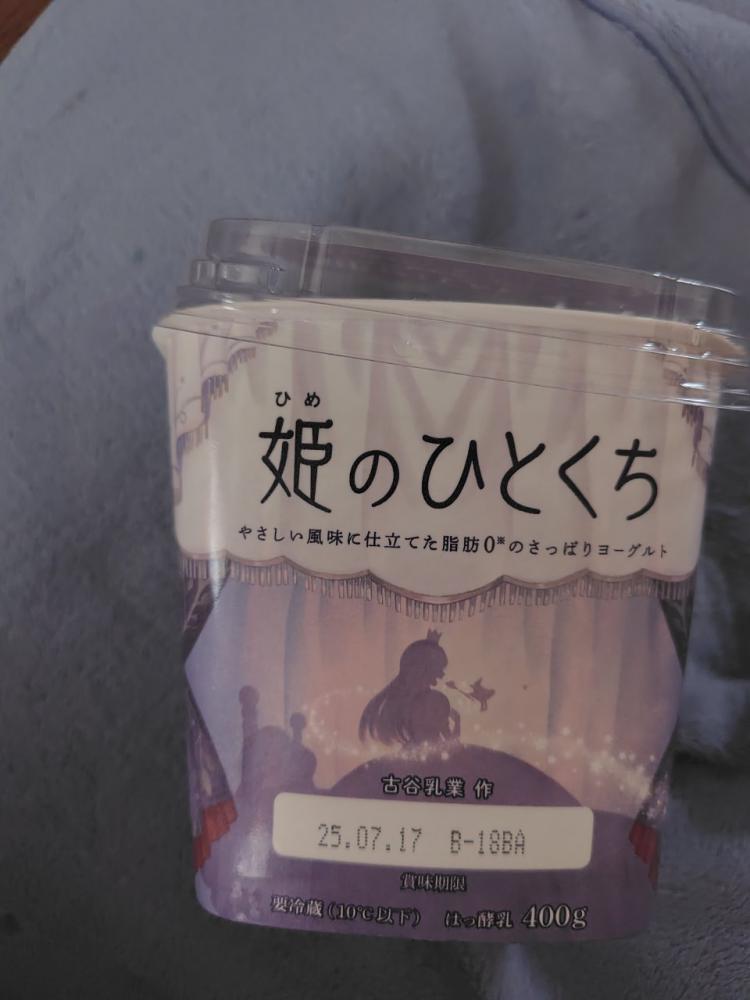 ひめ
姫のひとくち
やさしい風味に仕立てた脂肪0※のさっぱりヨーグルト
古谷乳業 作
25.07.17 B-18BA
賞味期限
要冷蔵(10℃以下) はっ酵乳 400g